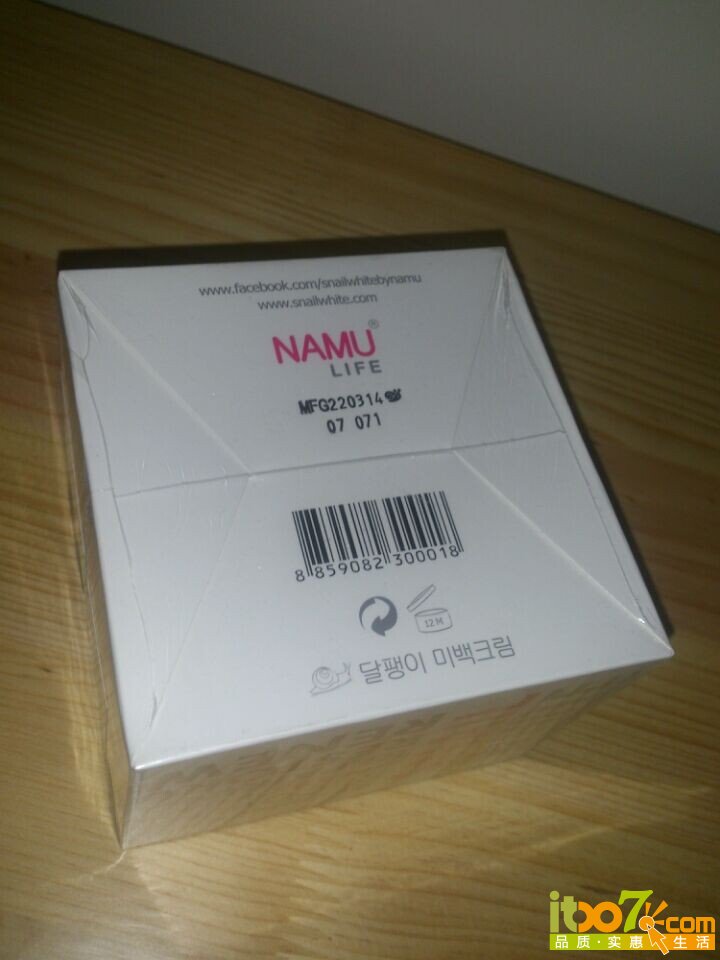 www.facebook.com/snailwhitebynamu
www.snailwhite.com
NAMU®
LIFE
MFG220314
07 071
8 859082 300018
12 M
달팽이 미백크림
itbo7.com
品质·实惠 生活